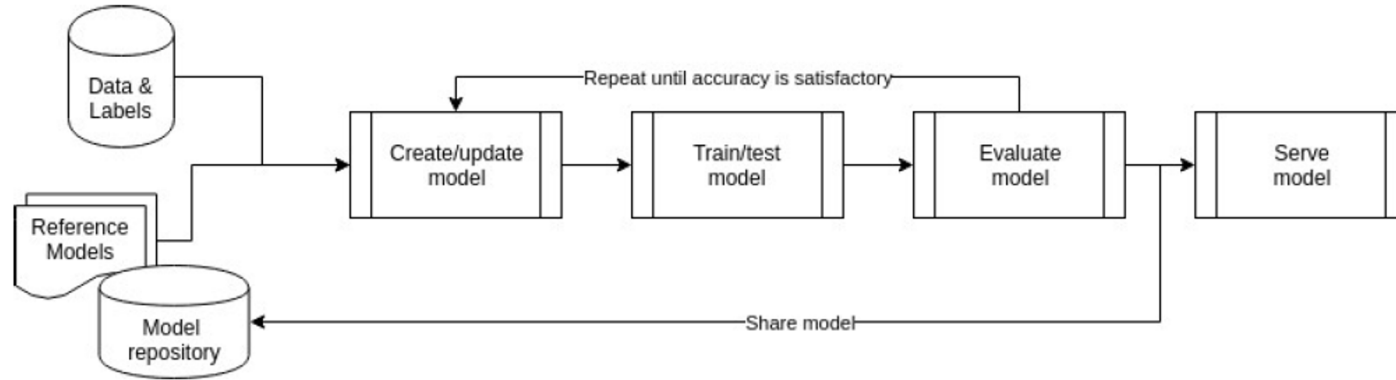 Data &
Labels
Repeat until accuracy is satisfactory
Create/update
model
Train/test
model
Evaluate
model
Serve
model
Reference
Models
Model
repository
Share model